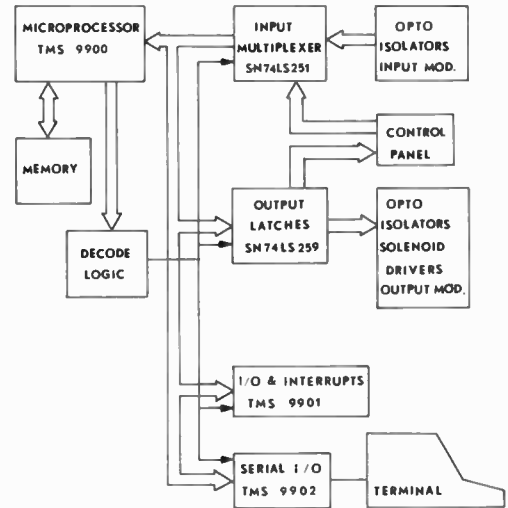 MICROPROCESSOR
TMS 9900
INPUT
MULTIPLEXER
SN74LS251
OPTO
ISOLATORS
INPUT MOD.
MEMORY
CONTROL
PANEL
DECODE
LOGIC
OUTPUT
LATCHES
SN74LS259
OPTO
ISOLATORS
SOLENOID
DRIVERS
OUTPUT MOD.
I/O & INTERRUPTS
TMS 9901
SERIAL I/O
TMS 9902
TERMINAL